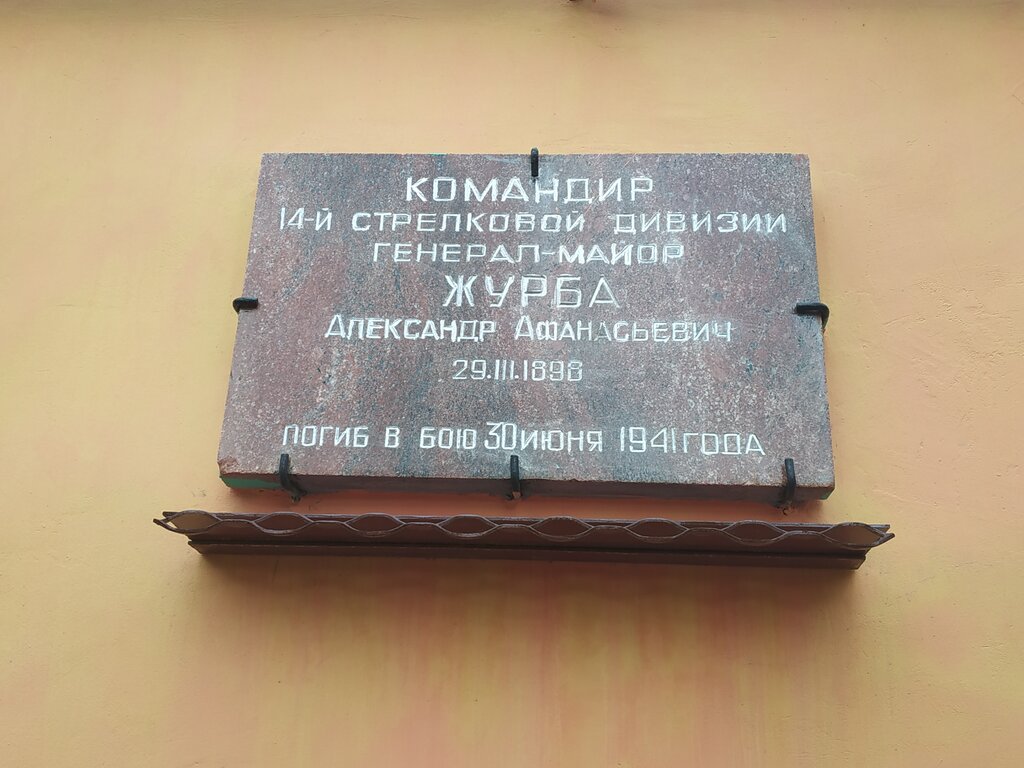 КОМАНДИР
14-Й СТРЕЛКОВОЙ ДИВИЗИИ
ГЕНЕРАЛ-МАЙОР
ЖУРБА
АЛЕКСАНДР АФАНАСЬЕВИЧ
29.III.1898
ПОГИБ В БОЮ 30 ИЮНЯ 1941 ГОДА